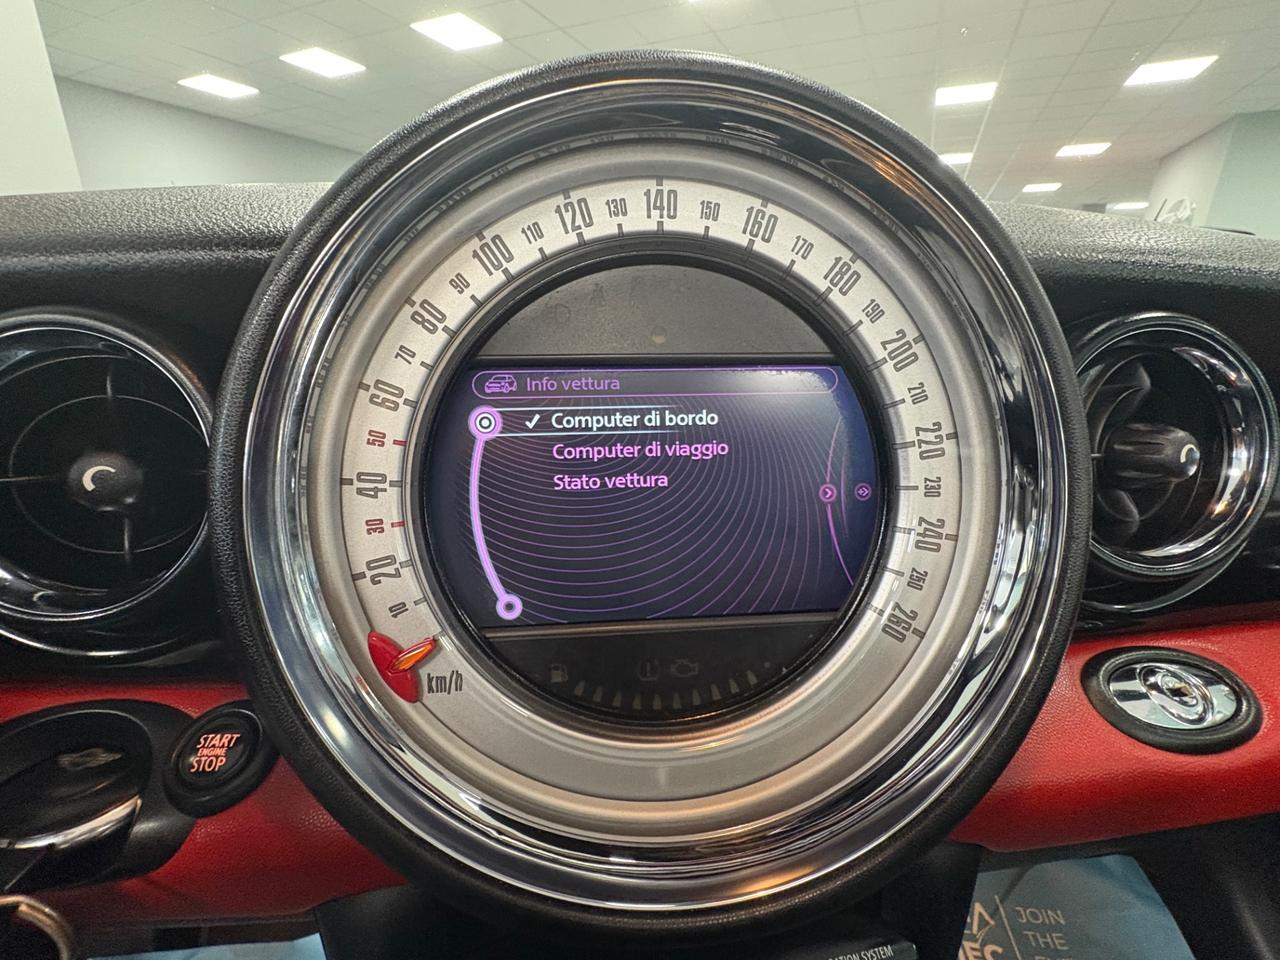 10
20
30
40
50
60
70
80
90
100
110
120
130
140
150
160
170
180
190
200
210
220
230
240
250
260
km/h
Info vettura
✓ Computer di bordo
Computer di viaggio
Stato vettura
START
ENGINE
STOP
JOIN
THE
SYSTEM